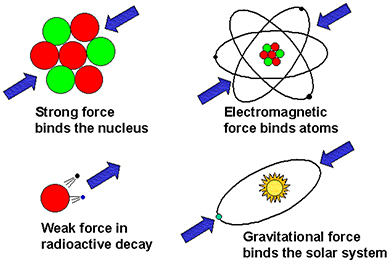 Strong force
binds the nucleus
Electromagnetic
force binds atoms
Weak force in
radioactive decay
Gravitational force
binds the solar system